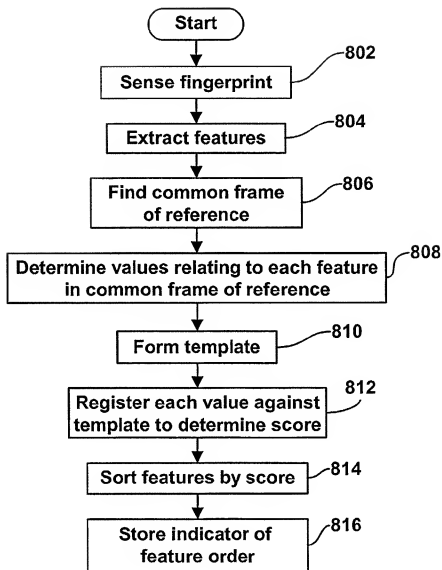 Start
802
Sense fingerprint
804
Extract features
806
Find common frame
of reference
808
Determine values relating to each feature
in common frame of reference
810
Form template
812
Register each value against
template to determine score
814
Sort features by score
816
Store indicator of
feature order